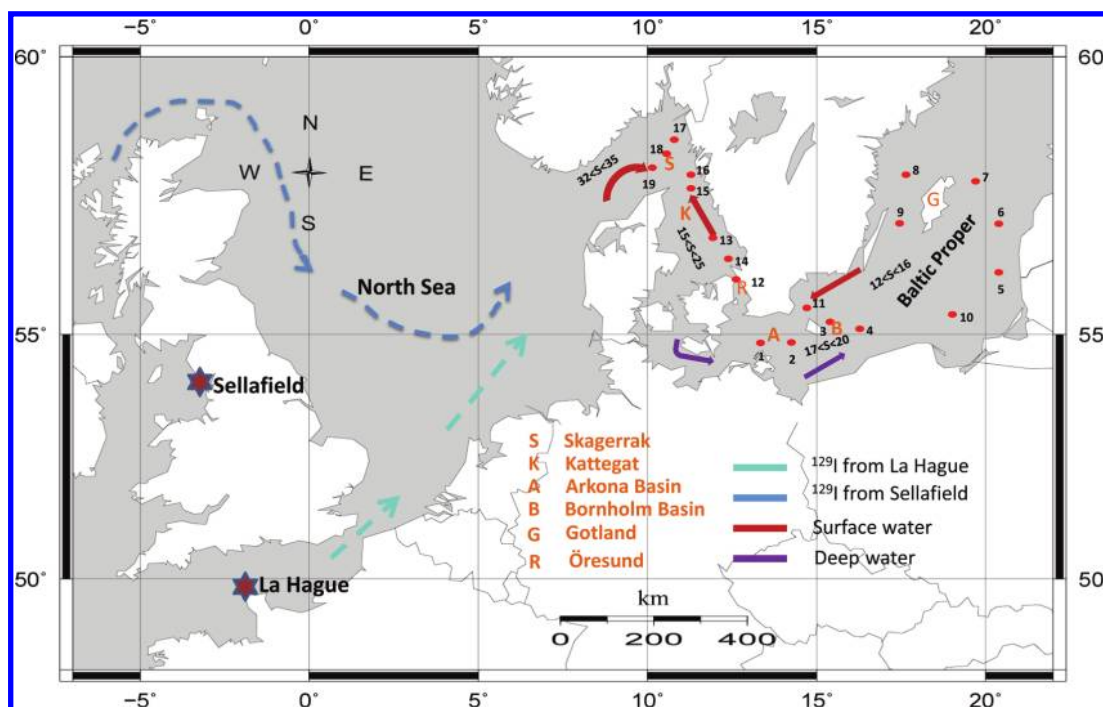 −5˚ 0˚ 5˚ 10˚ 15˚ 20˚
60˚ 60
N
W E
S
32<S<35
17
18
S
19
16
15
K
15<S<25
13
14
R 12
8
7
G
9
6
5
12<S<16
Baltic Proper
10
11
3 B 4
A
17<S<20
1 2
North Sea
55˚ 55
Sellafield
La Hague
S Skagerrak
K Kattegat
A Arkona Basin
B Bornholm Basin
G Gotland
R Öresund
¹²⁹I from La Hague
¹²⁹I from Sellafield
Surface water
Deep water
50˚ 50
km
0 200 400
−5˚ 0˚ 5˚ 10˚ 15˚ 20˚